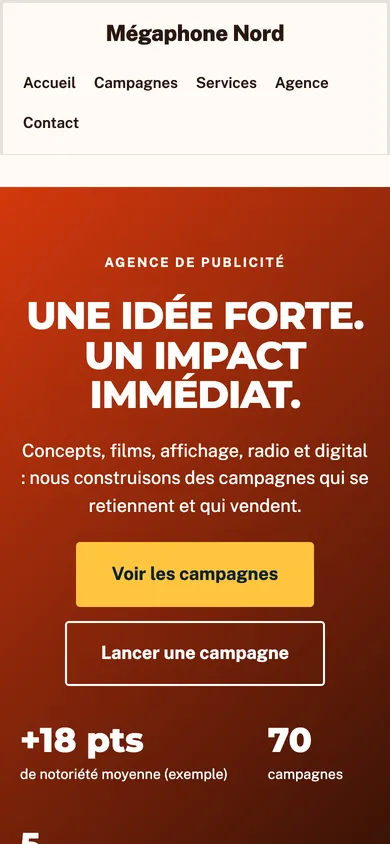 Mégaphone Nord
Accueil Campagnes Services Agence
Contact
AGENCE DE PUBLICITÉ
UNE IDÉE FORTE.
UN IMPACT
IMMÉDIAT.
Concepts, films, affichage, radio et digital
: nous construisons des campagnes qui se
retiennent et qui vendent.
Voir les campagnes
Lancer une campagne
+18 pts 70
de notoriété moyenne (exemple) campagnes